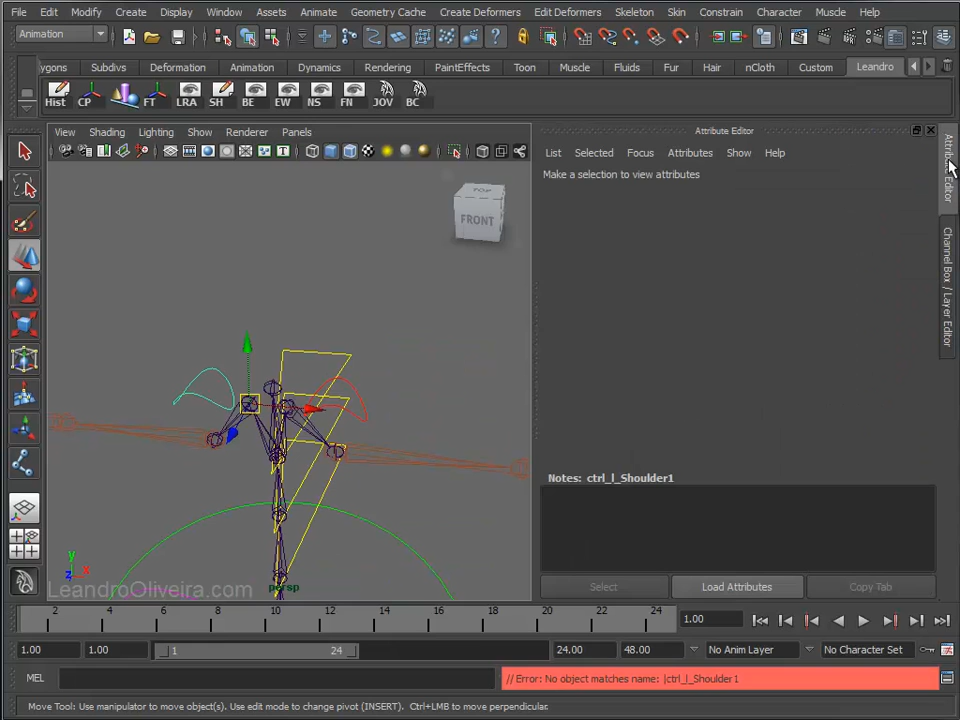 File Edit Modify Create Display Window Assets Animate Geometry Cache Create Deformers Edit Deformers Skeleton Skin Constrain Character Muscle Help
Animation
ygons Subdivs Deformation Animation Dynamics Rendering PaintEffects Toon Muscle Fluids Fur Hair nCloth Custom Leandro
Hist CP FT LRA SH BE EW NS FN JOV BC
View Shading Lighting Show Renderer Panels
Attribute Editor
List Selected Focus Attributes Show Help
Make a selection to view attributes
Attribute Editor
Channel Box / Layer Editor
TOP
FRONT
Notes: ctrl_l_Shoulder1
y
z x
LeandroOliveira.com
persp
Select Load Attributes Copy Tab
2 4 6 8 10 12 14 16 18 20 22 24
1.00
1.00 1.00 1 24 24.00 48.00 No Anim Layer No Character Set
MEL
// Error: No object matches name: |ctrl_l_Shoulder1
Move Tool: Use manipulator to move object(s). Use edit mode to change pivot (INSERT). Ctrl+LMB to move perpendicular.